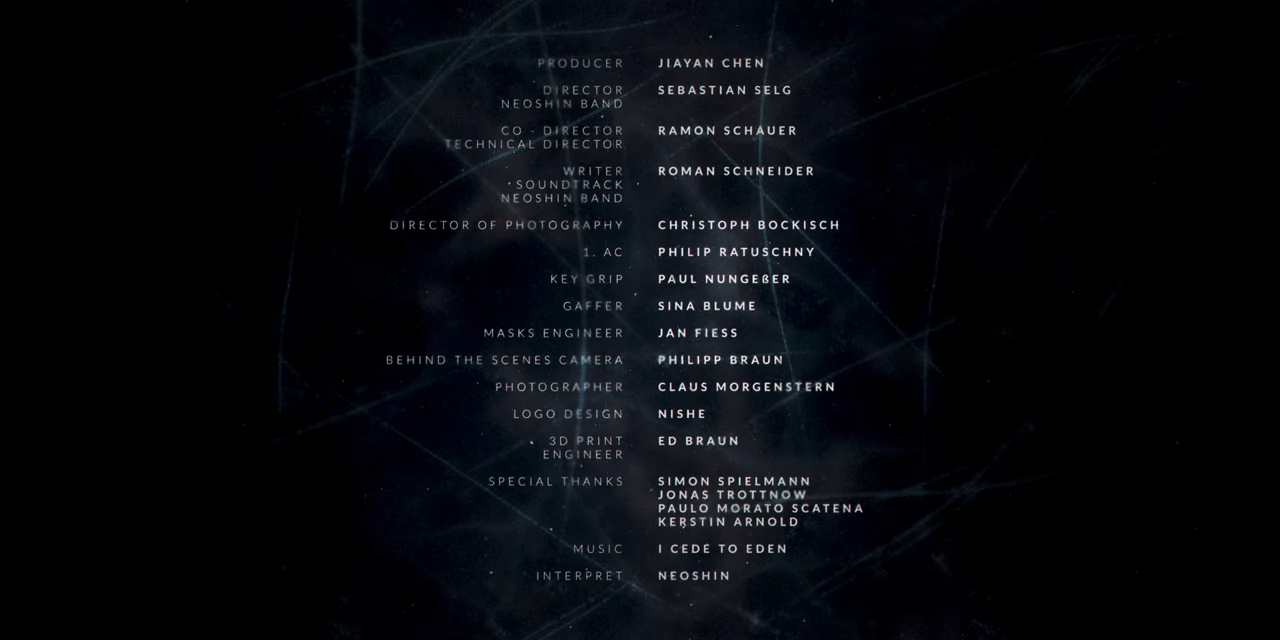 PRODUCER JIAYAN CHEN
DIRECTOR SEBASTIAN SELG
NEOSHIN BAND
CO - DIRECTOR RAMON SCHAUER
TECHNICAL DIRECTOR
WRITER ROMAN SCHNEIDER
SOUNDTRACK
NEOSHIN BAND
DIRECTOR OF PHOTOGRAPHY CHRISTOPH BOCKISCH
1. AC PHILIP RATUSCHNY
KEY GRIP PAUL NUNGEßER
GAFFER SINA BLUME
MASKS ENGINEER JAN FIESS
BEHIND THE SCENES CAMERA PHILIPP BRAUN
PHOTOGRAPHER CLAUS MORGENSTERN
LOGO DESIGN NISHE
3D PRINT ED BRAUN
ENGINEER
SPECIAL THANKS SIMON SPIELMANN
JONAS TROTTNOW
PAULO MORATO SCATENA
KERSTIN ARNOLD
MUSIC I CEDE TO EDEN
INTERPRET NEOSHIN